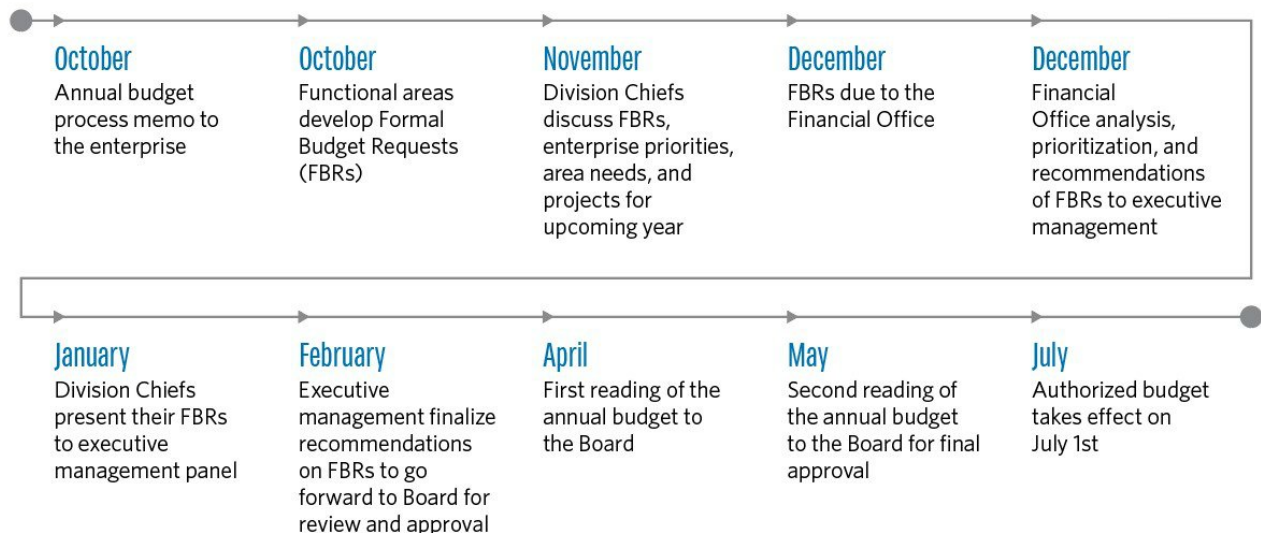 October
Annual budget
process memo to
the enterprise
October
Functional areas
develop Formal
Budget Requests
(FBRs)
November
Division Chiefs
discuss FBRs,
enterprise priorities,
area needs, and
projects for
upcoming year
December
FBRs due to the
Financial Office
December
Financial
Office analysis,
prioritization, and
recommendations
of FBRs to executive
management
January
Division Chiefs
present their FBRs
to executive
management panel
February
Executive
management finalize
recommendations
on FBRs to go
forward to Board for
review and approval
April
First reading of the
annual budget to
the Board
May
Second reading of
the annual budget
to the Board for final
approval
July
Authorized budget
takes effect on
July 1st